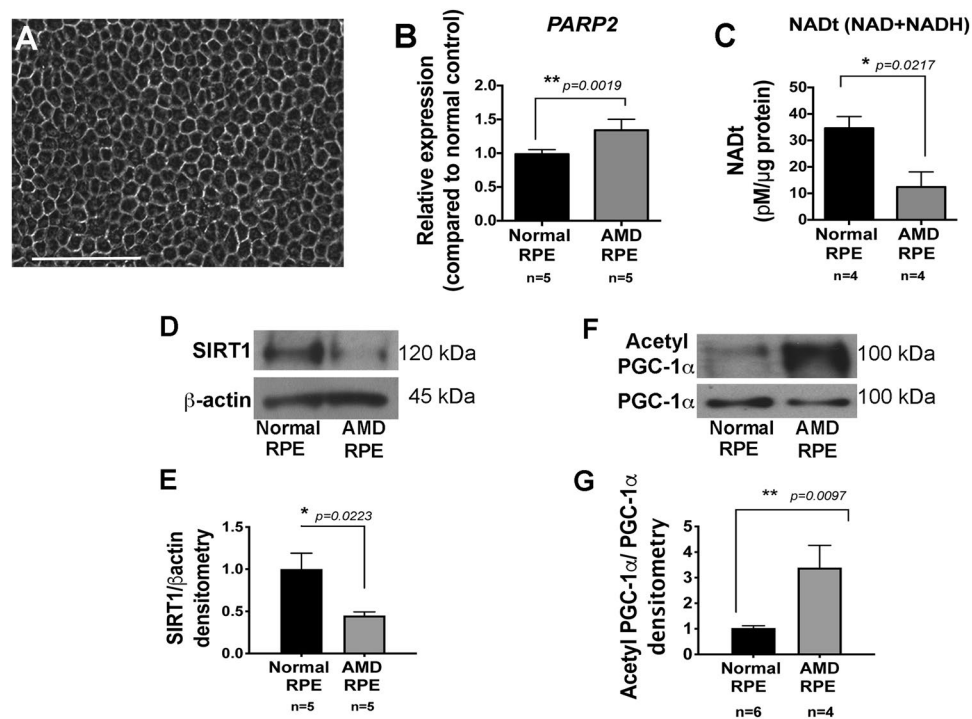 A
B
PARP2
Relative expression
(compared to normal control)
** p=0.0019
2.0
1.5
1.0
0.5
0.0
Normal
RPE
n=5
AMD
RPE
n=5
C
NADt (NAD+NADH)
* p=0.0217
NADt
(pM/µg protein)
50
40
30
20
10
0
Normal
RPE
n=4
AMD
RPE
n=4
D
SIRT1
120 kDa
β-actin
45 kDa
Normal
RPE
AMD
RPE
F
Acetyl
PGC-1α
100 kDa
PGC-1α
100 kDa
Normal
RPE
AMD
RPE
E
SIRT1/βactin
densitometry
* p=0.0223
1.5
1.0
0.5
0.0
Normal
RPE
n=5
AMD
RPE
n=5
G
Acetyl PGC-1α/ PGC-1α
densitometry
** p=0.0097
5
4
3
2
1
0
Normal
RPE
n=6
AMD
RPE
n=4